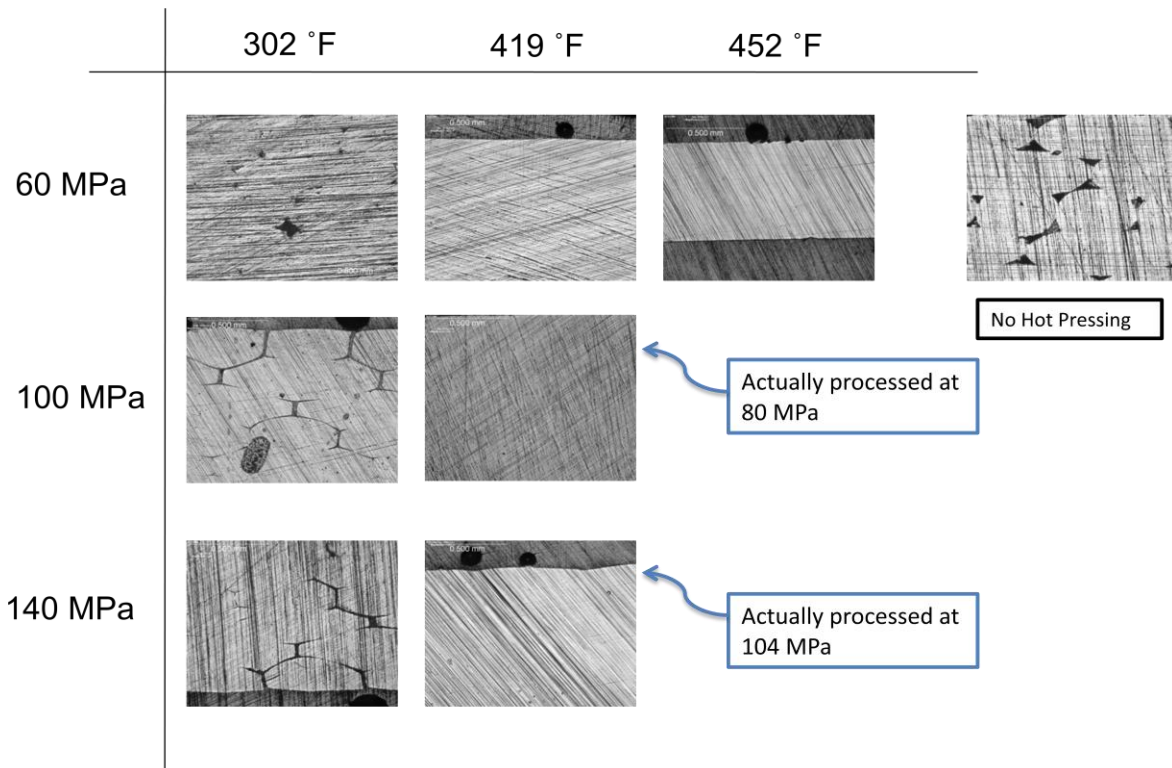 302 ˚F
419 ˚F
452 ˚F
60 MPa
0.500 mm
0.500 mm
No Hot Pressing
100 MPa
0.500 mm
Actually processed at
80 MPa
140 MPa
0.500 mm
0.500 mm
Actually processed at
104 MPa